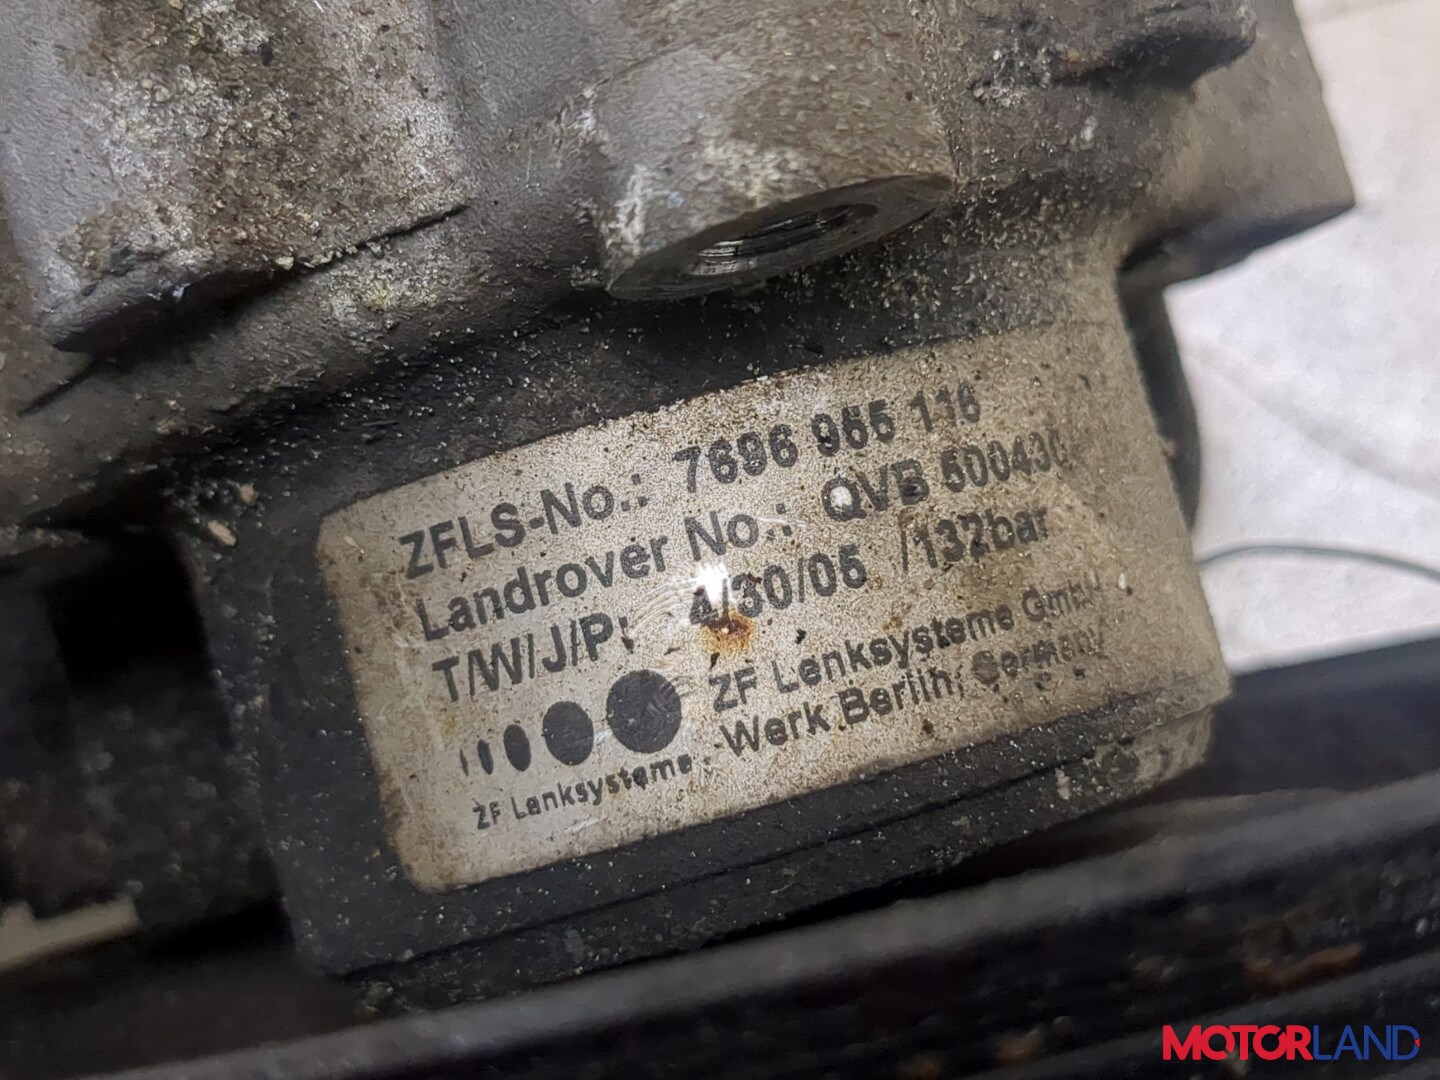 ZFLS-No.: 7696 955 116
Landrover No.: QVB 500430
T/W/J/P: 4/30/05 /132bar
ZF Lenksysteme GmbH
-Werk Berlin, Germany
ZF Lenksysteme
MOTORLAND